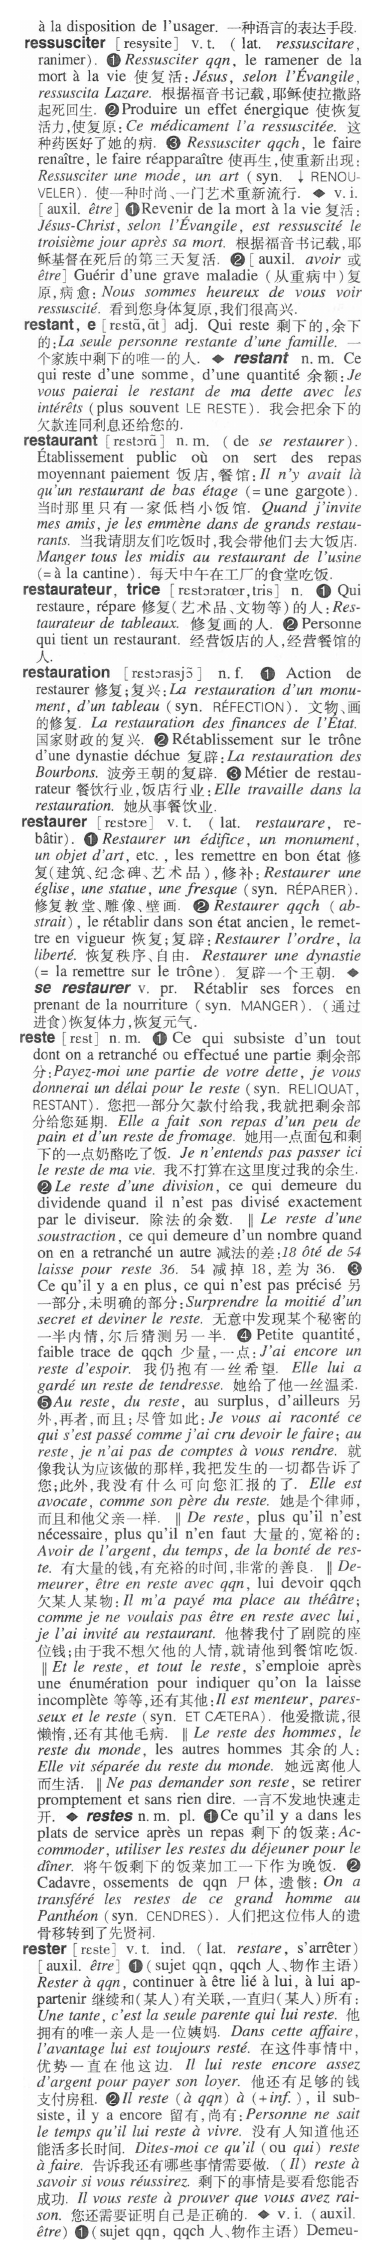 à la disposition de l'usager. 一种语言的表达手段.
ressusciter [resysite] v. t. ( lat. ressuscitare,
ranimer). ❶ Ressusciter qqn, le ramener de la
mort à la vie 使复活: Jésus, selon l'Évangile,
ressuscita Lazare. 根据福音书记载,耶稣使拉撒路
起死回生. ❷ Produire un effet énergique 使恢复
活力,使复原: Ce médicament l'a ressuscitée. 这
种药医好了她的病. ❸ Ressusciter qqch, le faire
renaître, le faire réapparaître 使再生,使重新出现:
Ressusciter une mode, un art (syn. ↓ RENOU-
VELER). 使一种时尚、一门艺术重新流行. ◆ v. i.
[ auxil. être] ❶ Revenir de la mort à la vie 复活:
Jésus-Christ, selon l'Évangile, est ressuscité le
troisième jour après sa mort. 根据福音书记载,耶
稣基督在死后的第三天复活. ❷ [ auxil. avoir 或
être] Guérir d'une grave maladie (从重病中)复
原,病愈: Nous sommes heureux de vous voir
ressuscité. 看到您身体复原,我们很高兴.
restant, e [rɛstɑ̃, ɑ̃t] adj. Qui reste 剩下的,余下
的: La seule personne restante d'une famille. 一
个家族中剩下的唯一的人. ◆ restant n. m. Ce
qui reste d'une somme, d'une quantité 余额: Je
vous paierai le restant de ma dette avec les
intérêts (plus souvent LE RESTE). 我会把余下的
欠款连同利息还给您的.
restaurant [rɛstɔrɑ̃] n. m. ( de se restaurer).
Établissement public où on sert des repas
moyennant paiement 饭店,餐馆: Il n'y avait là
qu'un restaurant de bas étage (= une gargote).
当时那里只有一家低档小饭馆. Quand j'invite
mes amis, je les emmène dans de grands restau-
rants. 当我请朋友们吃饭时,我会带他们去大饭店.
Manger tous les midis au restaurant de l'usine
(= à la cantine). 每天中午在工厂的食堂吃饭.
restaurateur, trice [rɛstɔratœr, tris] n. ❶ Qui
restaure, répare 修复(艺术品、文物等)的人: Res-
taurateur de tableaux. 修复画的人. ❷ Personne
qui tient un restaurant. 经营饭店的人,经营餐馆的
人.
restauration [rɛstɔrasjɔ̃] n. f. ❶ Action de
restaurer 修复;复兴: La restauration d'un monu-
ment, d'un tableau (syn. RÉFECTION). 文物、画
的修复. La restauration des finances de l'État.
国家财政的复兴. ❷ Rétablissement sur le trône
d'une dynastie déchue 复辟: La restauration des
Bourbons. 波旁王朝的复辟. ❸ Métier de restau-
rateur 餐饮行业,饭店行业: Elle travaille dans la
restauration. 她从事餐饮业.
restaurer [rɛstɔre] v. t. ( lat. restaurare, re-
bâtir). ❶ Restaurer un édifice, un monument,
un objet d'art, etc. , les remettre en bon état 修
复(建筑、纪念碑、艺术品),修补: Restaurer une
église, une statue, une fresque (syn. RÉPARER).
修复教堂、雕像、壁画. ❷ Restaurer qqch ( ab-
strait), le rétablir dans son état ancien, le remet-
tre en vigueur 恢复;复辟: Restaurer l'ordre, la
liberté. 恢复秩序、自由. Restaurer une dynastie
(= la remettre sur le trône). 复辟一个王朝. ◆
se restaurer v. pr. Rétablir ses forces en
prenant de la nourriture ( syn. MANGER). (通过
进食)恢复体力,恢复元气.
reste [rɛst] n. m. ❶ Ce qui subsiste d'un tout
dont on a retranché ou effectué une partie 剩余部
分: Payez-moi une partie de votre dette, je vous
donnerai un délai pour le reste (syn. RELIQUAT,
RESTANT). 您把一部分欠款付给我,我就把剩余部
分给您延期. Elle a fait son repas d'un peu de
pain et d'un reste de fromage. 她用一点面包和剩
下的一点奶酪吃了饭. Je n'entends pas passer ici
le reste de ma vie. 我不打算在这里度过我的余生.
❷ Le reste d'une division, ce qui demeure du
dividende quand il n'est pas divisé exactement
par le diviseur. 除法的余数. ‖ Le reste d'une
soustraction, ce qui demeure d'un nombre quand
on en a retranché un autre 减法的差: 18 ôté de 54
laisse pour reste 36. 54 减掉 18, 差为 36. ❸
Ce qu'il y a en plus, ce qui n'est pas précisé 另
一部分,未明确的部分: Surprendre la moitié d'un
secret et deviner le reste. 无意中发现某个秘密的
一半内情,尔后猜测另一半. ❹ Petite quantité,
faible trace de qqch 少量,一点: J'ai encore un
reste d'espoir. 我仍抱有一丝希望. Elle lui a
gardé un reste de tendresse. 她给了他一丝温柔.
❺ Au reste, du reste, au surplus, d'ailleurs 另
外,再者,而且;尽管如此: Je vous ai raconté ce
qui s'est passé comme j'ai cru devoir le faire; au
reste, je n'ai pas de comptes à vous rendre. 就
像我认为应该做的那样,我把发生的一切都告诉了
您;此外,我没有什么可向您汇报的了. Elle est
avocate, comme son père du reste. 她是个律师,
而且和他父亲一样. ‖ De reste, plus qu'il n'est
nécessaire, plus qu'il n'en faut 大量的,宽裕的:
Avoir de l'argent, du temps, de la bonté de res-
te. 有大量的钱,有充裕的时间,非常的善良. ‖ De-
meurer, être en reste avec qqn, lui devoir qqch
欠某人某物: Il m'a payé ma place au théâtre;
comme je ne voulais pas être en reste avec lui,
je l'ai invité au restaurant. 他替我付了剧院的座
位钱;由于我不想欠他的人情,就请他到餐馆吃饭.
‖ Et le reste, et tout le reste, s'emploie après
une énumération pour indiquer qu'on la laisse
incomplète 等等,还有其他: Il est menteur, pares-
seux et le reste (syn. ET CÆTERA). 他爱撒谎,很
懒惰,还有其他毛病. ‖ Le reste des hommes, le
reste du monde, les autres hommes 其余的人:
Elle vit séparée du reste du monde. 她远离他人
而生活. ‖ Ne pas demander son reste, se retirer
promptement et sans rien dire. 一言不发地快速走
开. ◆ restes n. m. pl. ❶ Ce qu'il y a dans les
plats de service après un repas 剩下的饭菜: Ac-
commoder, utiliser les restes du déjeuner pour le
dîner. 将午饭剩下的饭菜加工一下作为晚饭. ❷
Cadavre, ossements de qqn 尸体,遗骸: On a
transféré les restes de ce grand homme au
Panthéon (syn. CENDRES). 人们把这位伟人的遗
骨移转到了先贤祠.
rester [rɛste] v. t. ind. ( lat. restare, s'arrêter)
[ auxil. être] ❶ (sujet qqn, qqch 人、物作主语)
Rester à qqn, continuer à être lié à lui, à lui ap-
partenir 继续和(某人)有关联,一直归(某人)所有:
Une tante, c'est la seule parente qui lui reste. 他
拥有的唯一亲人是一位姨妈. Dans cette affaire,
l'avantage lui est toujours resté. 在这件事情中,
优势一直在他这边. Il lui reste encore assez
d'argent pour payer son loyer. 他还有足够的钱
支付房租. ❷ Il reste ( à qqn) à ( + inf. ), il sub-
siste, il y a encore 留有,尚有: Personne ne sait
le temps qu'il lui reste à vivre. 没有人知道他还
能活多长时间. Dites-moi ce qu'il ( ou qui) reste
à faire. 告诉我还有哪些事情需要做. ( Il) reste à
savoir si vous réussirez. 剩下的事情是要看您能否
成功. Il vous reste à prouver que vous avez rai-
son. 您还需要证明自己是正确的. ◆ v. i. (auxil.
être) ❶ (sujet qqn, qqch 人、物作主语) Demeu-